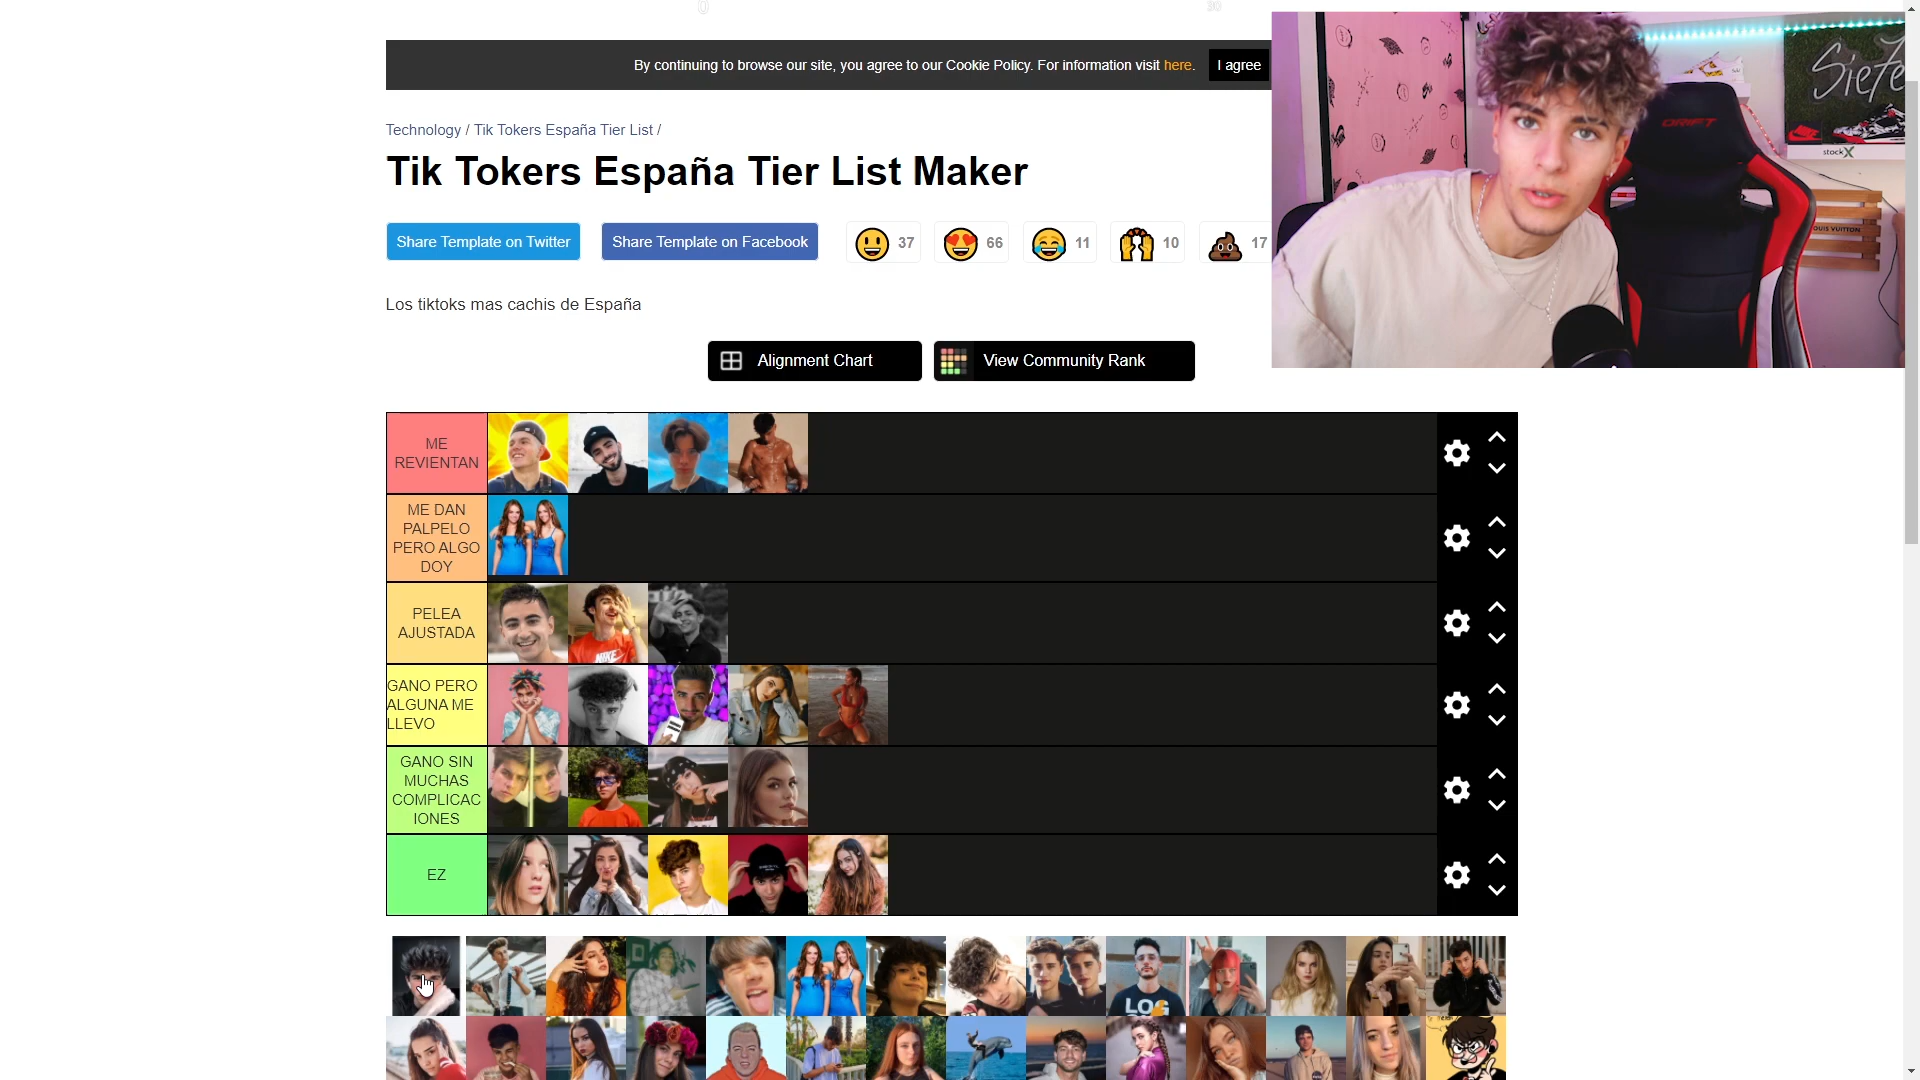 By continuing to browse our site, you agree to our Cookie Policy. For information visit here.
I agree
Technology / Tik Tokers España Tier List /
Tik Tokers España Tier List Maker
Share Template on Twitter
Share Template on Facebook
37
66
11
10
17
Los tiktoks mas cachis de España
Alignment Chart
View Community Rank
ME
REVIENTAN
ME DAN
PALPELO
PERO ALGO
DOY
PELEA
AJUSTADA
NIKE
GANO PERO
ALGUNA ME
LLEVO
GANO SIN
MUCHAS
COMPLICAC
IONES
EZ
DRIFT
stockX
LOUIS VUITTON